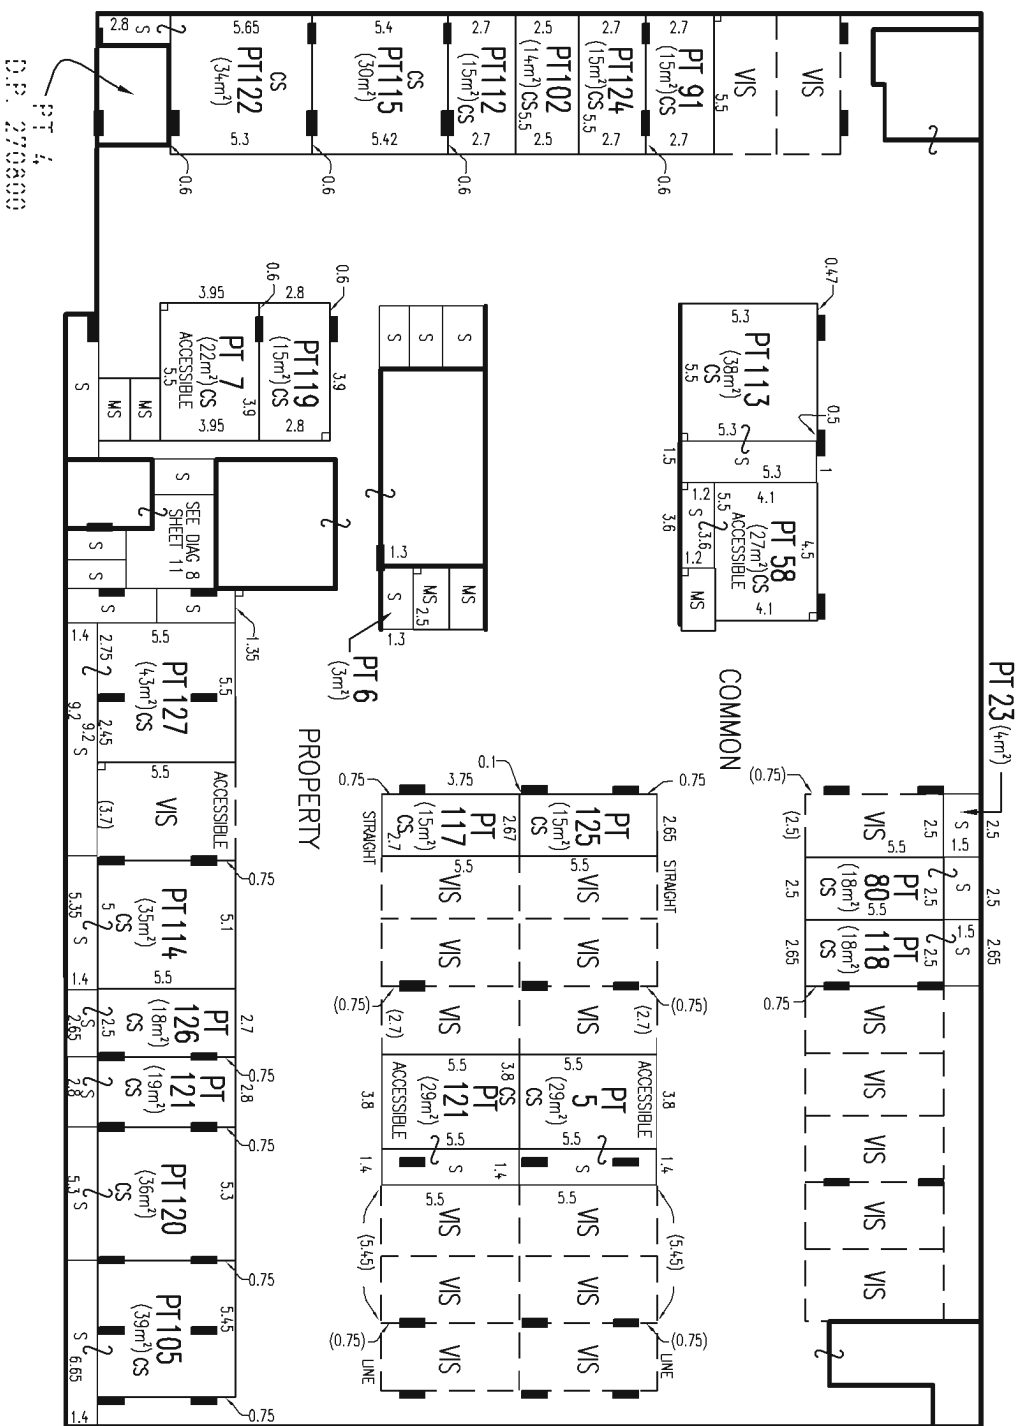 2.8
S
5.65
PT122
CS
(34m²)
5.3
5.4
PT115
CS
(30m²)
5.42
2.7
PT112
(15m²)CS
2.7
2.5
PT102
(14m²)CS
5.5
2.5
2.7
PT124
(15m²)CS
5.5
2.7
2.7
PT 91
(15m²)CS
2.7
5.5
VIS
VIS
PT 4
D.P. 270800
0.6
0.6
0.6
0.6
3.95
0.6
2.8
0.6
PT 7
(22m²)CS
ACCESSIBLE
5.5
3.95
3.9
PT119
(15m²)CS
2.8
3.9
S
MS
MS
S
S
S
0.47
5.3
PT113
(38m²)
CS
5.5
5.3
0.5
1.5
S
5.3
1
1.2
S
3.6
1.2
3.6
4.1
5.5
PT 58
(27m²)CS
ACCESSIBLE
4.5
4.1
MS
S
SEE DIAG 8
SHEET 11
S
S
S
S
1.35
1.3
S
MS
2.5
MS
1.3
PT 6
(3m²)
COMMON
PROPERTY
PT 23 (4m²)
1.4
2.75
5.5
PT 127
(43m²)CS
5.5
9.2
9.2
S
2.45
5.5
VIS
ACCESSIBLE
(3.7)
0.75
5.35
S
5
PT114
(35m²)
CS
5.1
1.4
5.5
2.65
S
2.5
PT
126
(18m²)
CS
2.7
0.75
2.8
S
PT
121
(19m²)
CS
2.8
0.75
5.3
S
PT120
(36m²)
CS
5.3
0.75
S
6.65
PT105
(39m²)CS
5.45
1.4
0.75
0.75
3.75
0.1
0.75
STRAIGHT
2.7
PT
117
(15m²)
CS
2.67
PT
125
(15m²)
CS
2.65
STRAIGHT
5.5
VIS
5.5
VIS
VIS
VIS
(0.75)
(0.75)
(2.7)
VIS
VIS
(2.7)
ACCESSIBLE
3.8
5.5
PT
121
(29m²)
3.8 CS
5.5
5.5
PT
5
(29m²)
CS
5.5
ACCESSIBLE
3.8
1.4
S
1.4
S
1.4
5.5
VIS
5.5
VIS
(5.45)
(5.45)
VIS
VIS
(0.75)
(0.75)
LINE
VIS
VIS
LINE
(0.75)
(2.5)
VIS
2.5
5.5
S
1.5
2.5
2.5
PT
80
(18m²)
CS
5.5
2.5
S
2.5
2.65
PT
118
(18m²)
CS
2.5
1.5
S
2.65
0.75
VIS
VIS
VIS
VIS
VIS